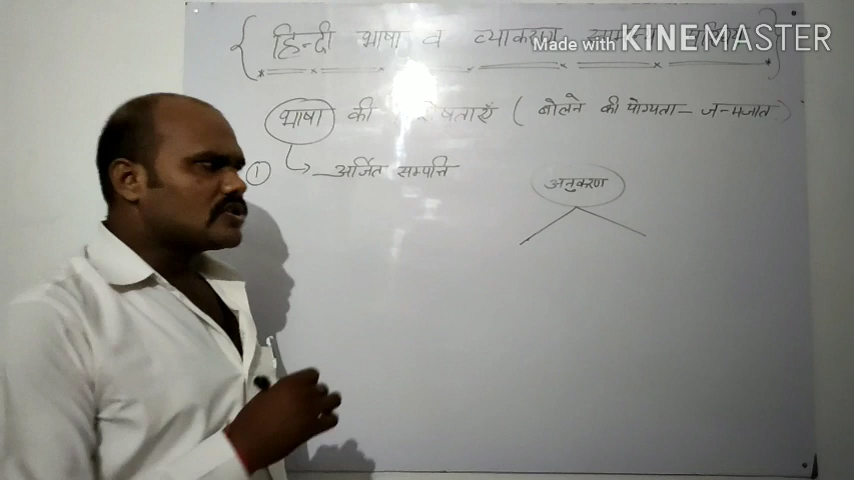 { हिन्दी भाषा व व्याकरण }
Made with KINEMASTER
भाषा की ( बोलने की योग्यता - जन्मजात )
① अर्जित सम्पत्ति
अनुकरण